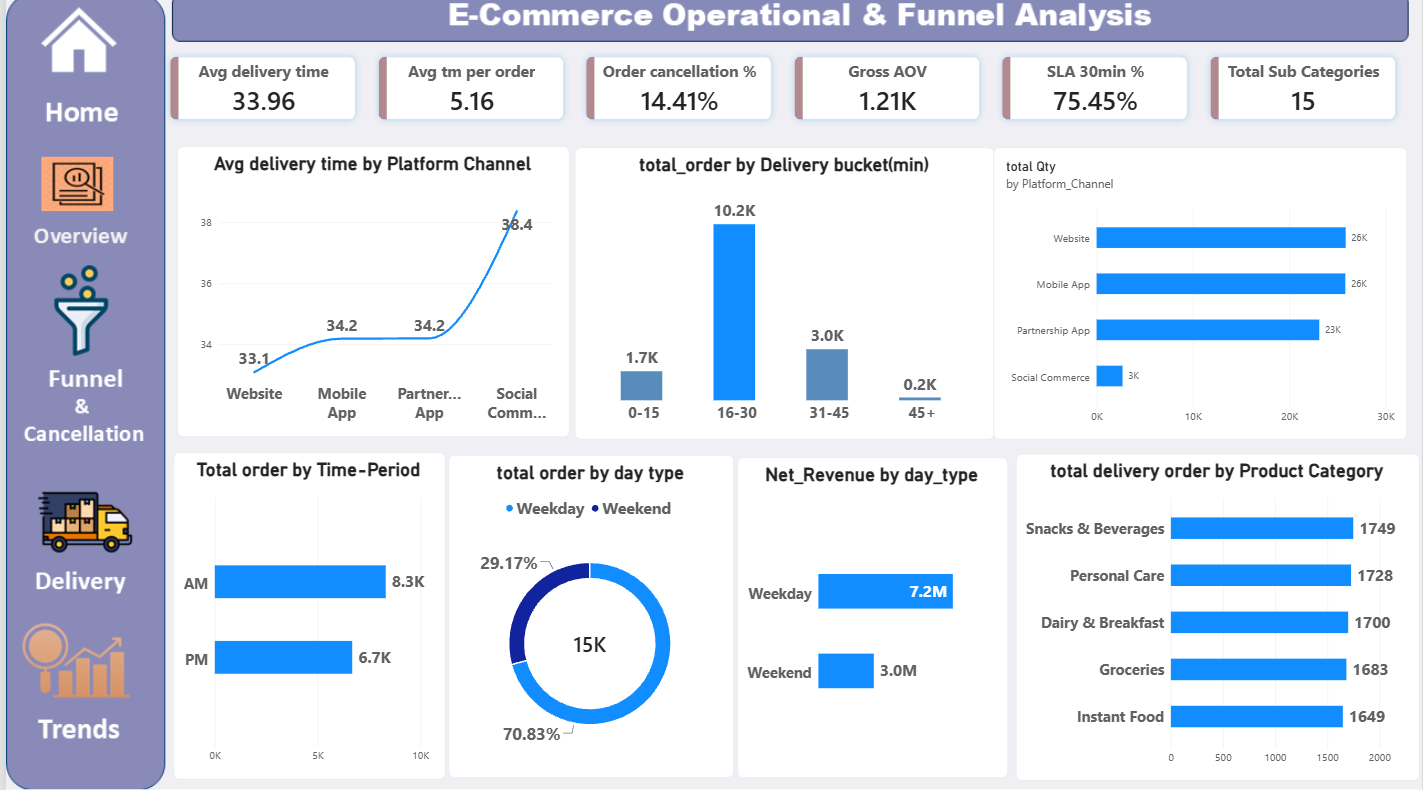 E-Commerce Operational & Funnel Analysis
Home
Overview
Funnel
&
Cancellation
Delivery
Trends
Avg delivery time
33.96
Avg tm per order
5.16
Order cancellation %
14.41%
Gross AOV
1.21K
SLA 30min %
75.45%
Total Sub Categories
15
Avg delivery time by Platform Channel
38
36
34
33.1
34.2
34.2
38.4
Website
Mobile
App
Partner...
App
Social
Comm...
total_order by Delivery bucket(min)
1.7K
10.2K
3.0K
0.2K
0-15
16-30
31-45
45+
total Qty
by Platform_Channel
Website
26K
Mobile App
26K
Partnership App
23K
Social Commerce
3K
0K
10K
20K
30K
Total order by Time-Period
AM
8.3K
PM
6.7K
0K
5K
10K
total order by day type
Weekday
Weekend
29.17%
15K
70.83%
Net_Revenue by day_type
Weekday
7.2M
Weekend
3.0M
total delivery order by Product Category
Snacks & Beverages
1749
Personal Care
1728
Dairy & Breakfast
1700
Groceries
1683
Instant Food
1649
0
500
1000
1500
2000